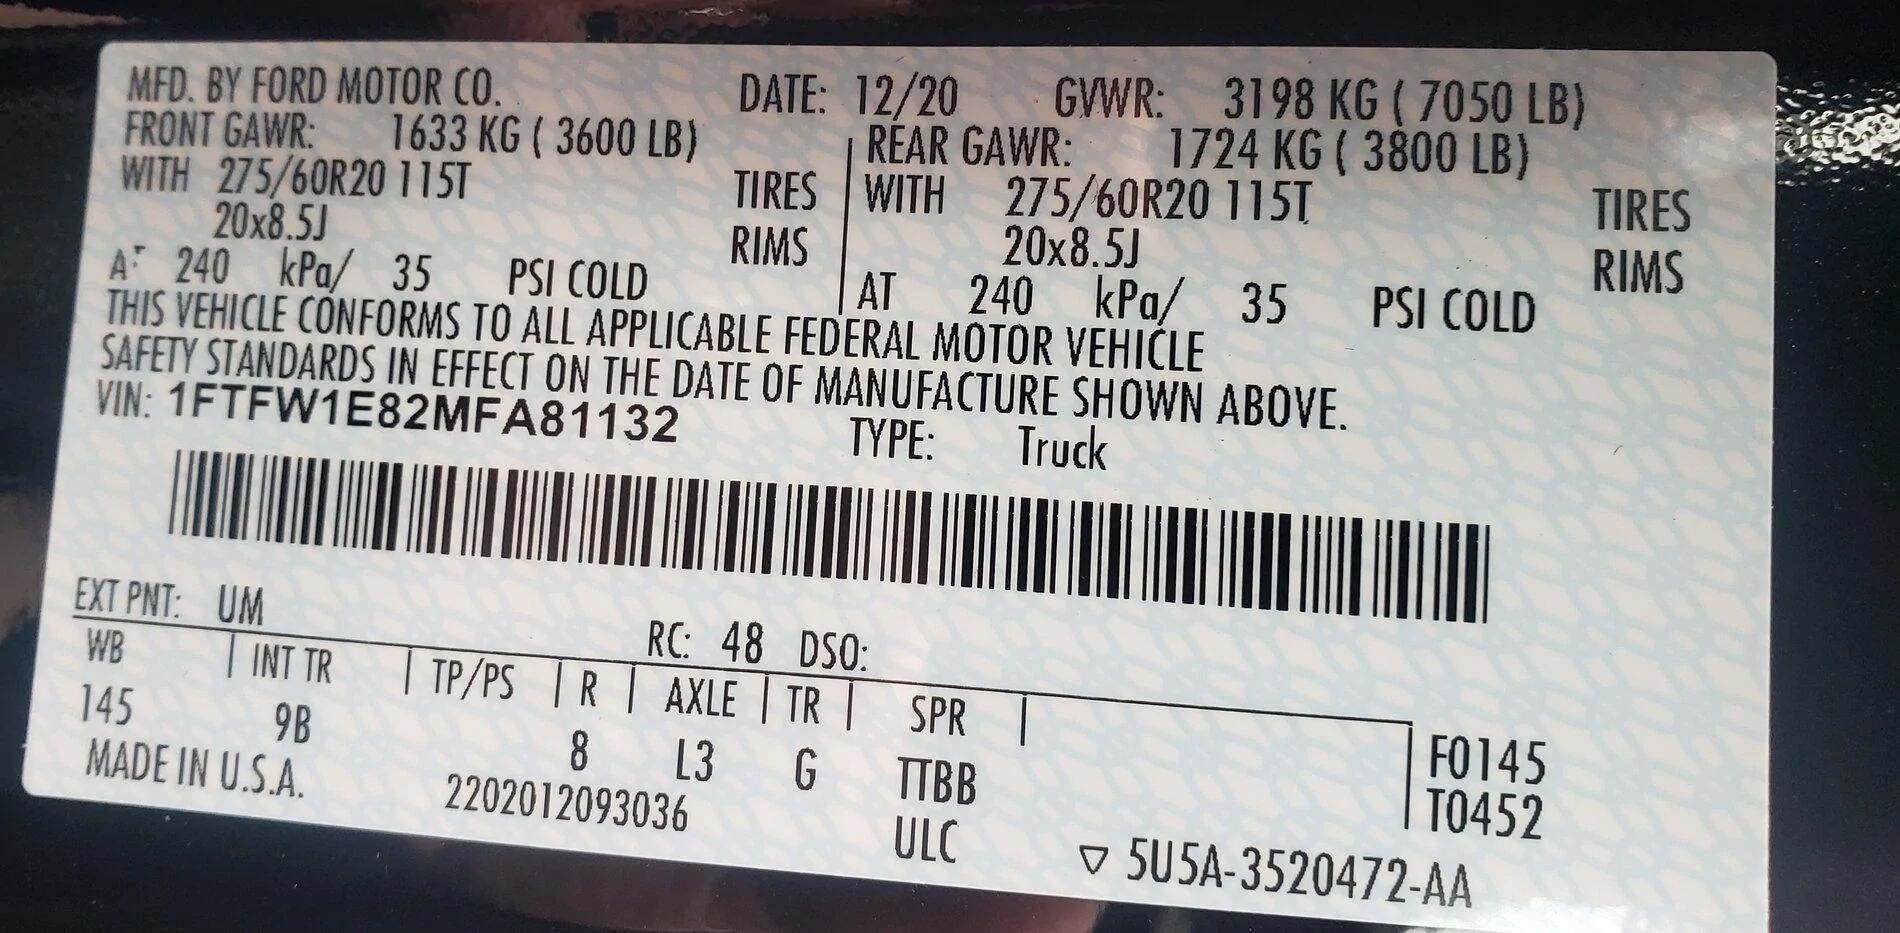 MFD. BY FORD MOTOR CO. DATE: 12/20 GVWR: 3198 KG ( 7050 LB)
FRONT GAWR: 1633 KG ( 3600 LB) REAR GAWR: 1724 KG ( 3800 LB)
WITH 275/60R20 115T TIRES WITH 275/60R20 115T TIRES
20x8.5J RIMS 20x8.5J RIMS
AT 240 kPa/ 35 PSI COLD AT 240 kPa/ 35 PSI COLD
THIS VEHICLE CONFORMS TO ALL APPLICABLE FEDERAL MOTOR VEHICLE
SAFETY STANDARDS IN EFFECT ON THE DATE OF MANUFACTURE SHOWN ABOVE.
VIN: 1FTFW1E82MFA81132 TYPE: Truck
EXT PNT: UM RC: 48 DSO:
WB | INT TR | TP/PS | R | AXLE | TR | SPR |
145 9B 8 L3 G TTBB F0145
MADE IN U.S.A. 2202012093036 ULC T0452
▽ 5U5A-3520472-AA